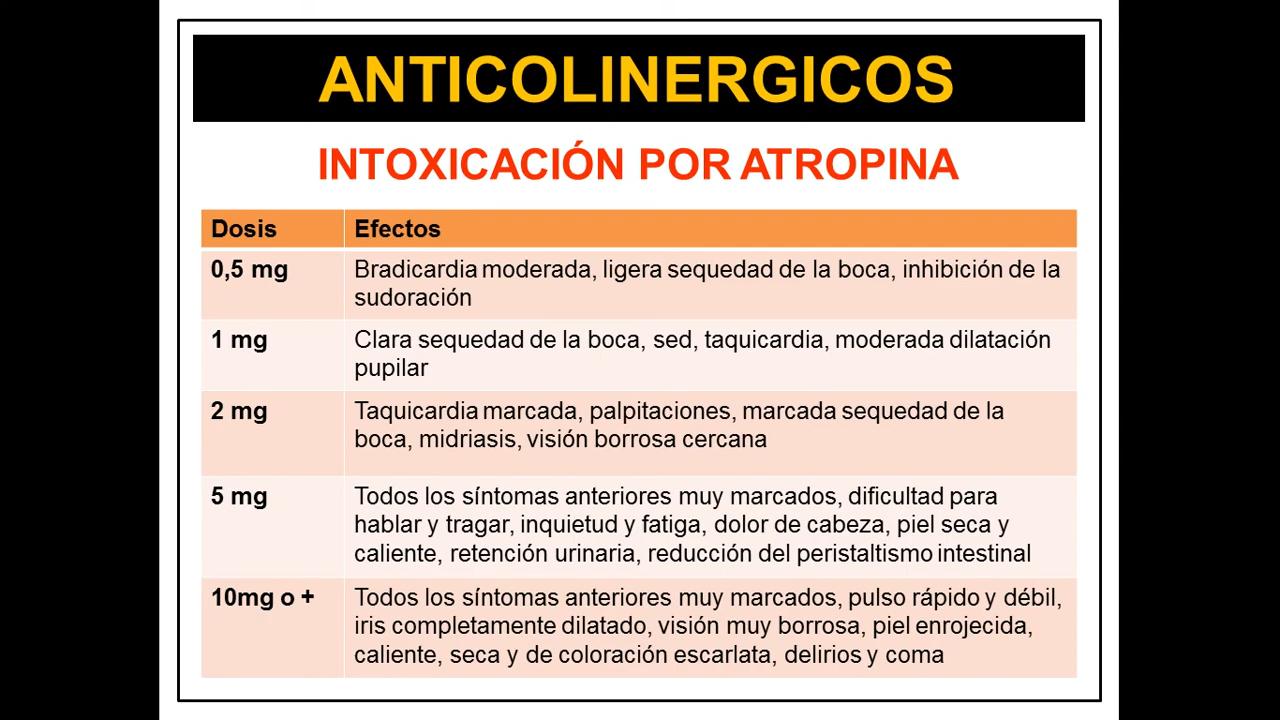 ANTICOLINERGICOS
INTOXICACIÓN POR ATROPINA
Dosis Efectos
0,5 mg Bradicardia moderada, ligera sequedad de la boca, inhibición de la
sudoración
1 mg Clara sequedad de la boca, sed, taquicardia, moderada dilatación
pupilar
2 mg Taquicardia marcada, palpitaciones, marcada sequedad de la
boca, midriasis, visión borrosa cercana
5 mg Todos los síntomas anteriores muy marcados, dificultad para
hablar y tragar, inquietud y fatiga, dolor de cabeza, piel seca y
caliente, retención urinaria, reducción del peristaltismo intestinal
10mg o + Todos los síntomas anteriores muy marcados, pulso rápido y débil,
iris completamente dilatado, visión muy borrosa, piel enrojecida,
caliente, seca y de coloración escarlata, delirios y coma